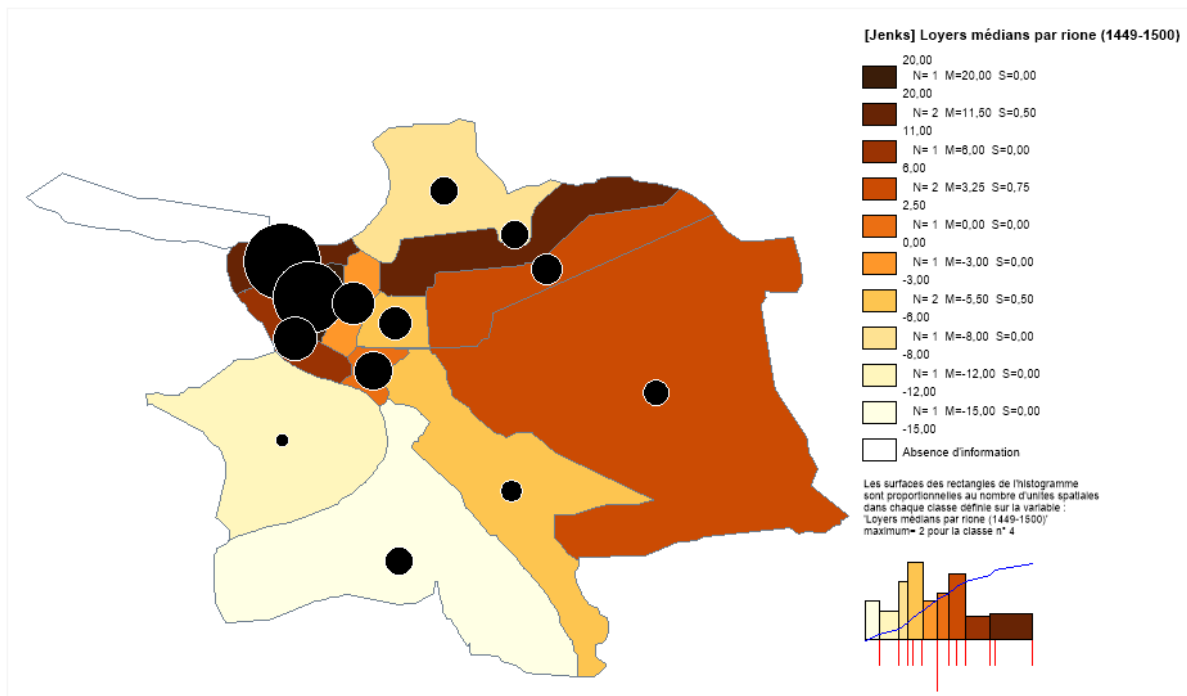 [Jenks] Loyers médians par rione (1449-1500)
20,00
N= 1 M=20,00 S=0,00
20,00
N= 2 M=11,50 S=0,50
11,00
N= 1 M=6,00 S=0,00
6,00
N= 2 M=3,25 S=0,75
2,50
N= 1 M=0,00 S=0,00
0,00
N= 1 M=-3,00 S=0,00
-3,00
N= 2 M=-5,50 S=0,50
-6,00
N= 1 M=-8,00 S=0,00
-8,00
N= 1 M=-12,00 S=0,00
-12,00
N= 1 M=-15,00 S=0,00
-15,00
Absence d'information
Les surfaces des rectangles de l'histogramme
sont proportionnelles au nombre d'unites spatiales
dans chaque classe définie sur la variable :
'Loyers médians par rione (1449-1500)'
maximum= 2 pour la classe n° 4